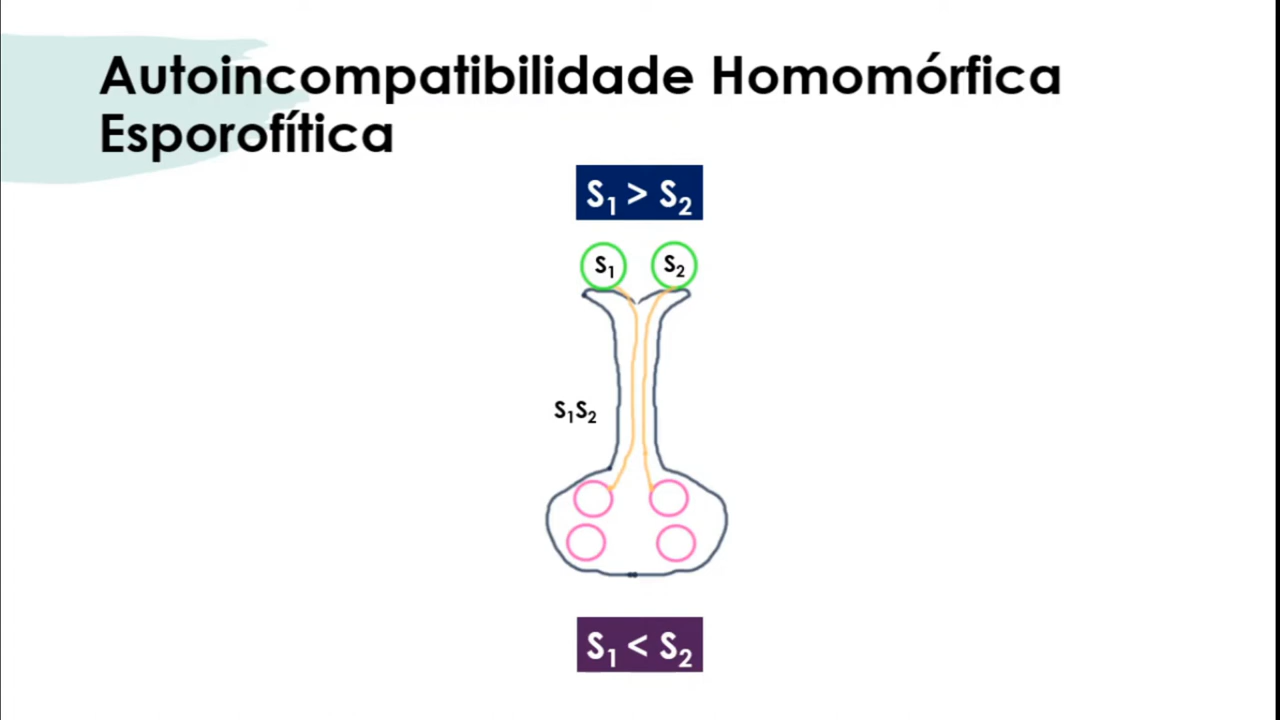 Autoincompatibilidade Homomórfica
Esporofítica
S₁ > S₂
S₁ S₂
S₁S₂
S₁ < S₂